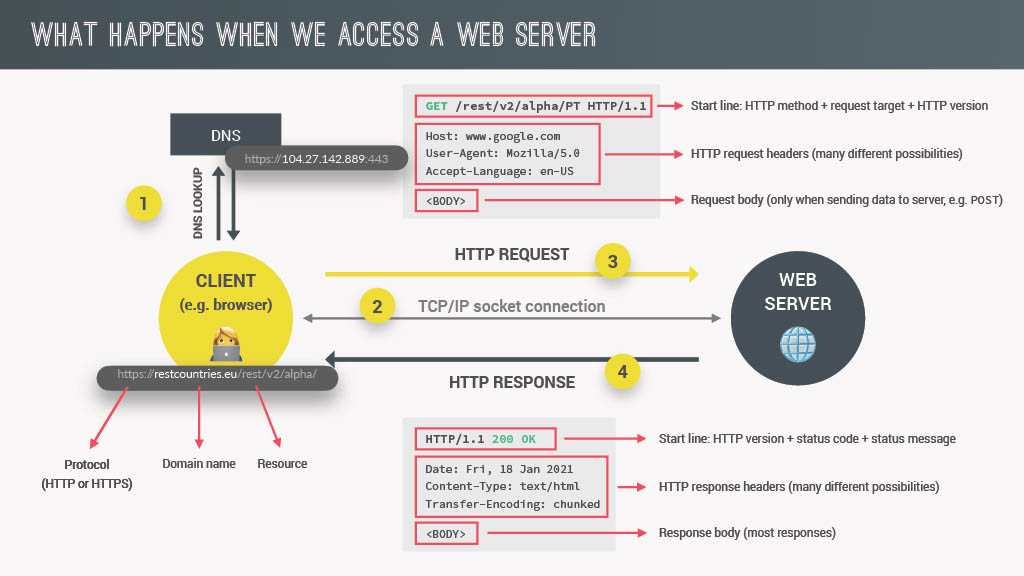 WHAT HAPPENS WHEN WE ACCESS A WEB SERVER
DNS
https://104.27.142.889:443
DNS LOOKUP
1
GET /rest/v2/alpha/PT HTTP/1.1
Start line: HTTP method + request target + HTTP version
Host: www.google.com
User-Agent: Mozilla/5.0
Accept-Language: en-US
HTTP request headers (many different possibilities)
<BODY>
Request body (only when sending data to server, e.g. POST)
HTTP REQUEST
3
CLIENT
(e.g. browser)
2
TCP/IP socket connection
WEB
SERVER
HTTP RESPONSE
4
https://restcountries.eu/rest/v2/alpha/
Protocol
(HTTP or HTTPS)
Domain name
Resource
HTTP/1.1 200 OK
Start line: HTTP version + status code + status message
Date: Fri, 18 Jan 2021
Content-Type: text/html
Transfer-Encoding: chunked
HTTP response headers (many different possibilities)
<BODY>
Response body (most responses)